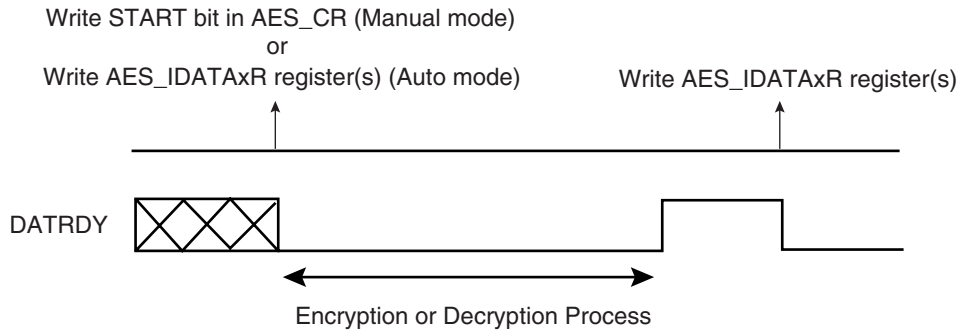 Write START bit in AES_CR (Manual mode)
or
Write AES_IDATAxR register(s) (Auto mode)
Write AES_IDATAxR register(s)
DATRDY
Encryption or Decryption Process